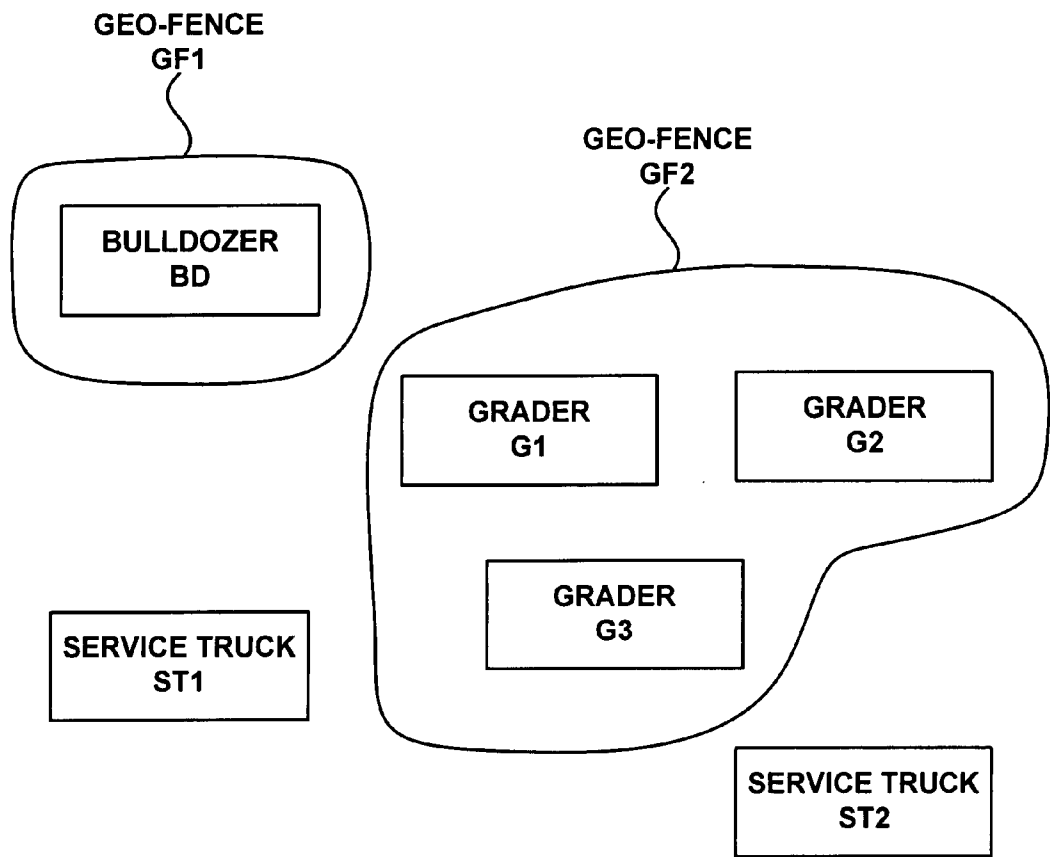 GEO-FENCE
GF1
GEO-FENCE
GF2
BULLDOZER
BD
GRADER
G1
GRADER
G2
GRADER
G3
SERVICE TRUCK
ST1
SERVICE TRUCK
ST2